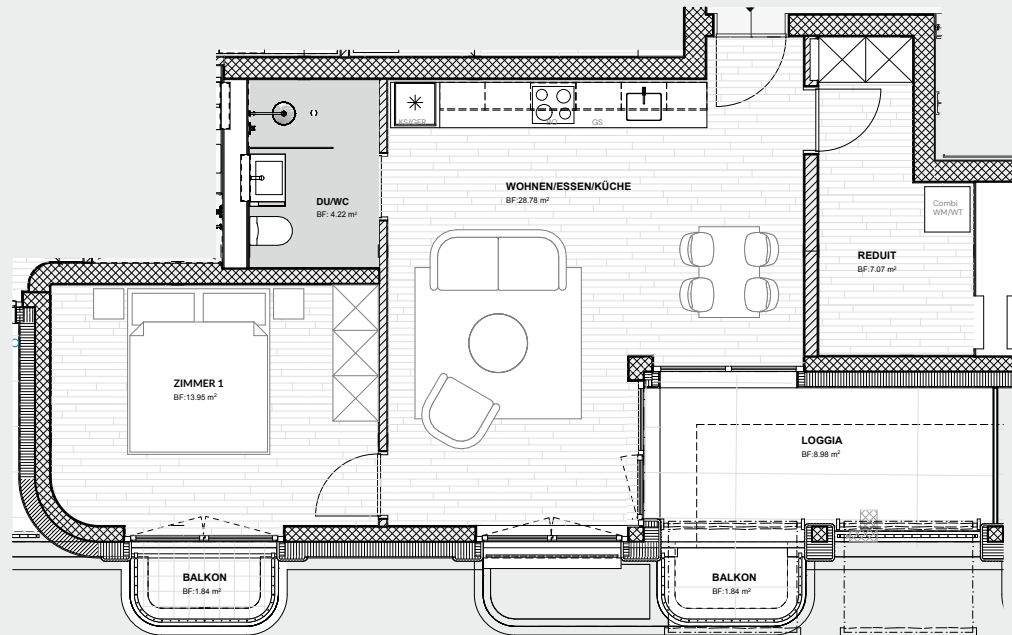 KS/GFR
BO
GS
WOHNEN/ESSEN/KÜCHE
BF:28.78 m²
DU/WC
BF: 4.22 m²
Combi
WM/WT
REDUIT
BF:7.07 m²
ZIMMER 1
BF:13.95 m²
LOGGIA
BF:8.98 m²
BALKON
BF:1.84 m²
BALKON
BF:1.84 m²